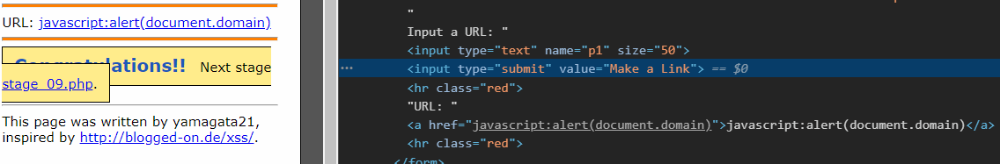 URL: javascript:alert(document.domain)
Congratulations!! Next stage
stage_09.php.
This page was written by yamagata21,
inspired by http://blogged-on.de/xss/.
"
Input a URL: "
<input type="text" name="p1" size="50">
<input type="submit" value="Make a Link"> == $0
<hr class="red">
"URL: "
<a href="javascript:alert(document.domain)">javascript:alert(document.domain)</a>
<hr class="red">
</form>